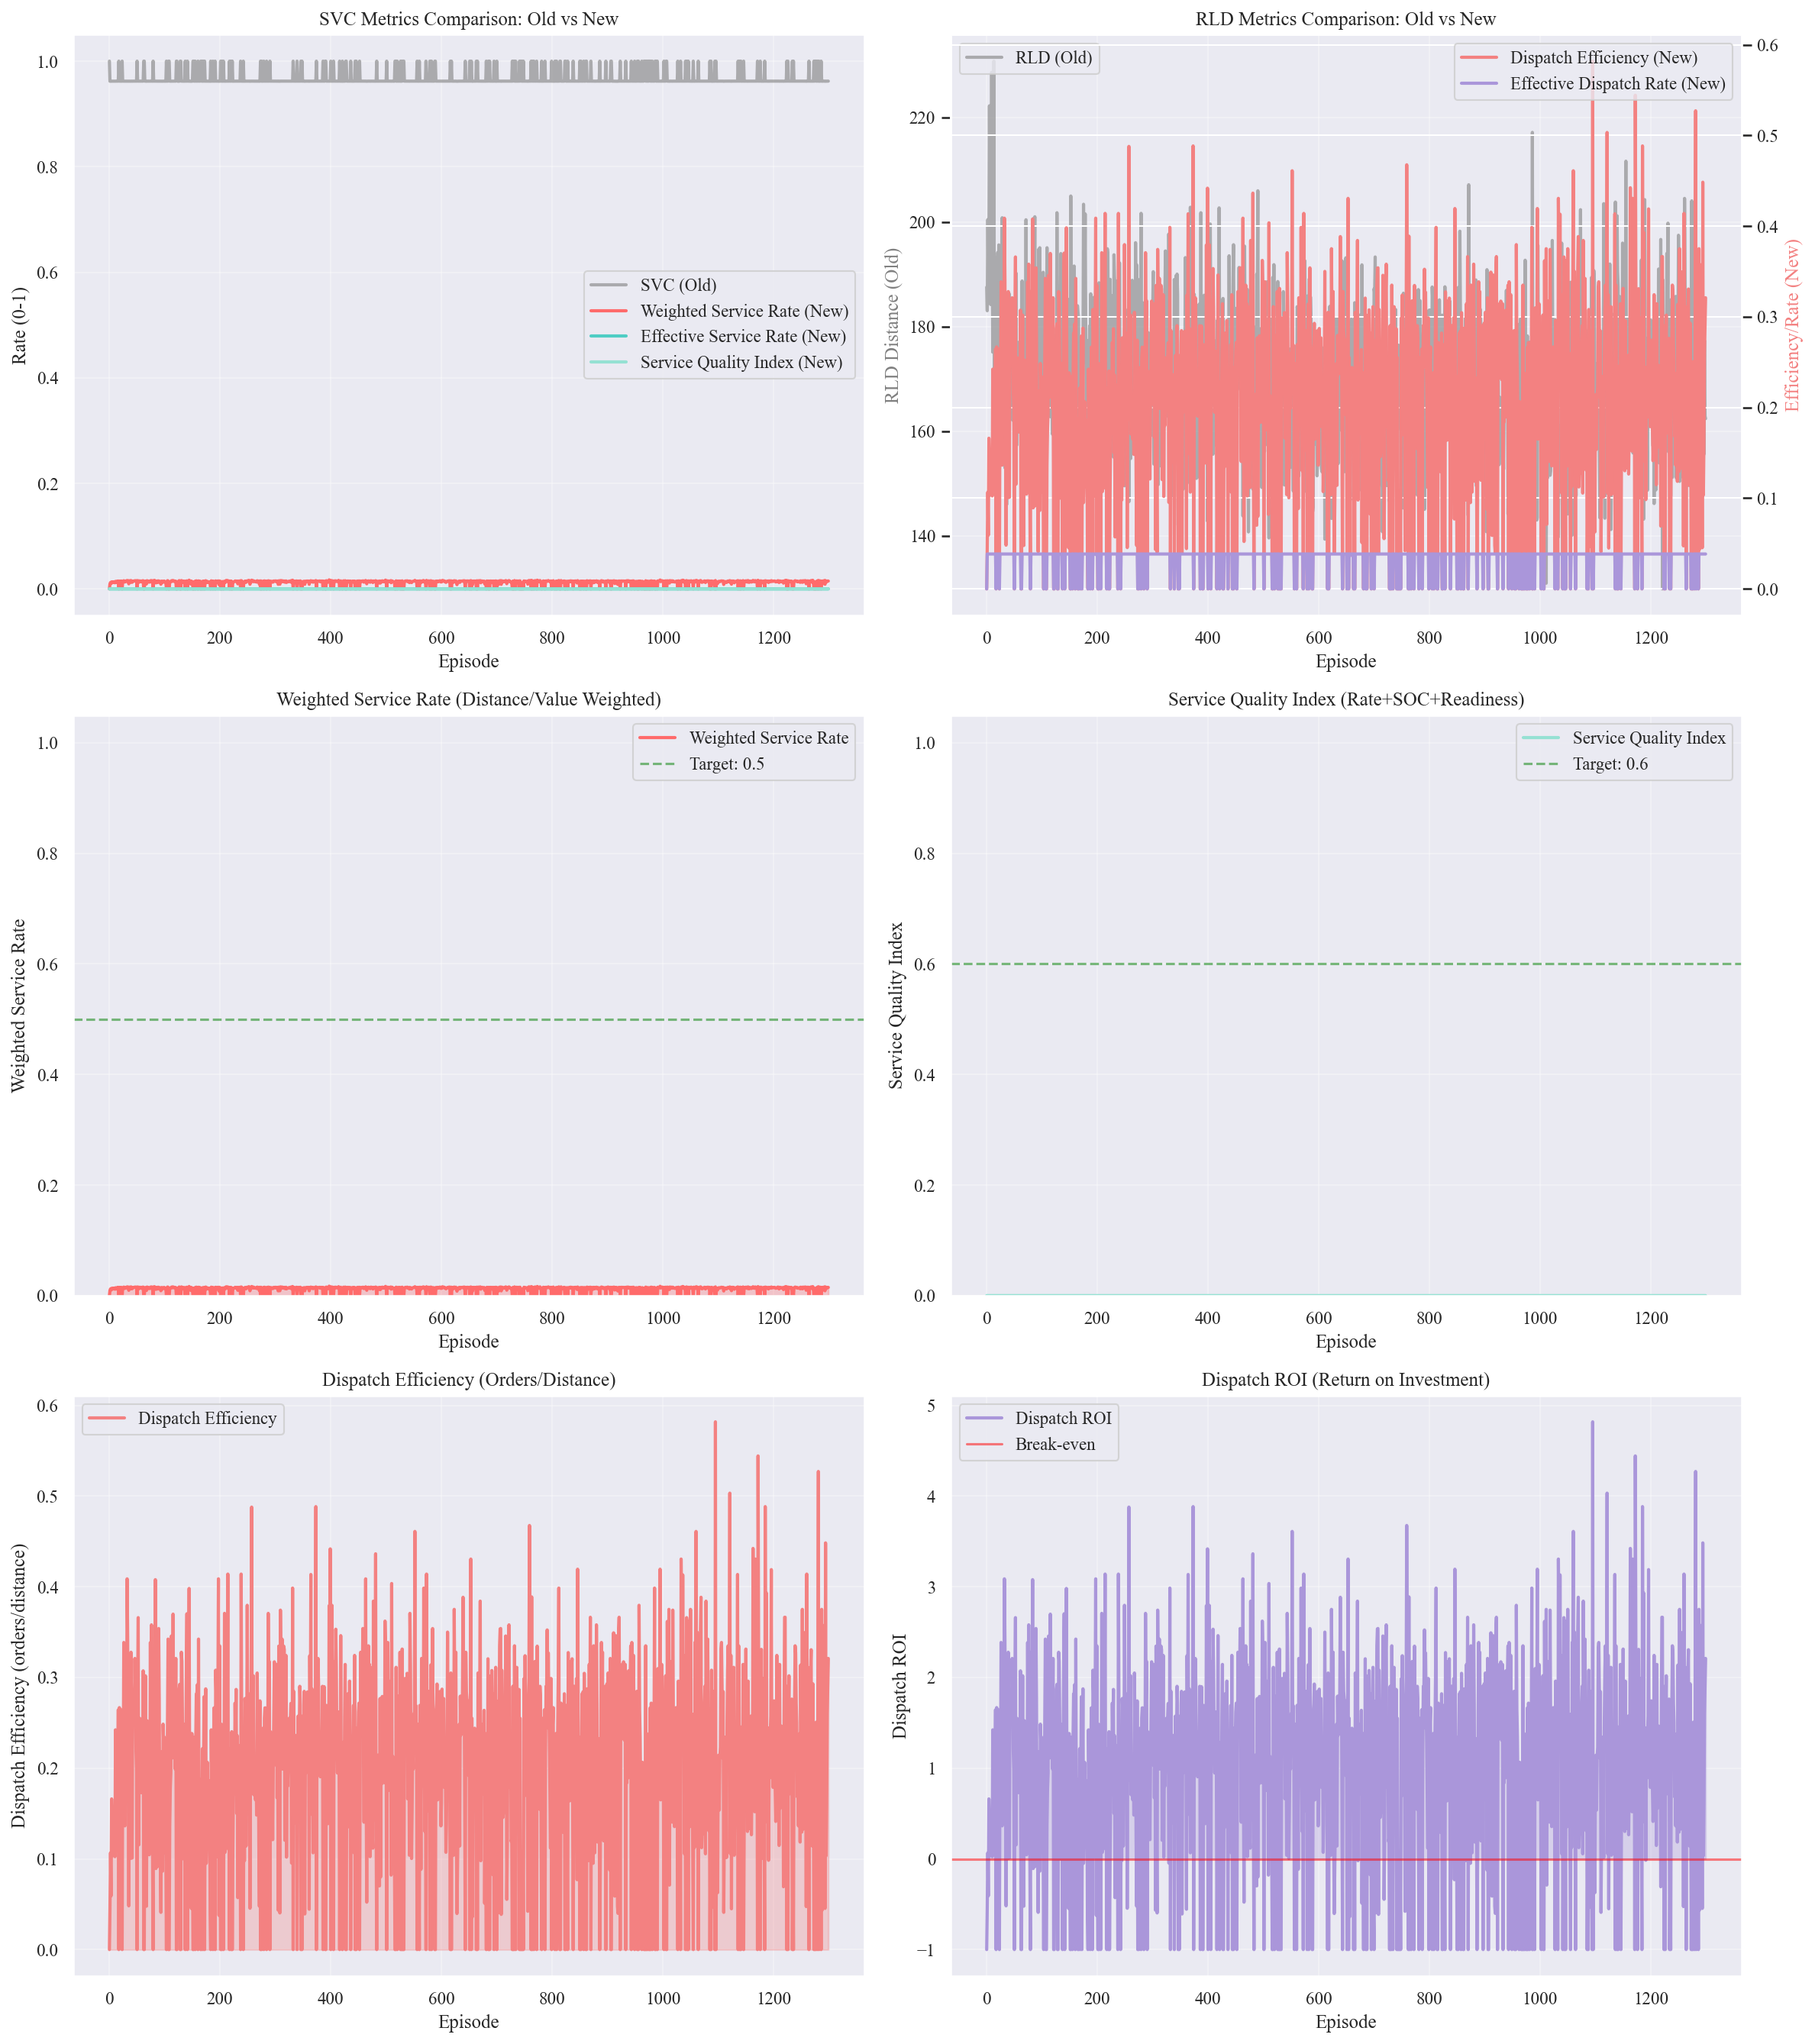 SVC Metrics Comparison: Old vs New
1.0
0.8
0.6
0.4
0.2
0.0
Rate (0-1)
SVC (Old)
Weighted Service Rate (New)
Effective Service Rate (New)
Service Quality Index (New)
0 200 400 600 800 1000 1200
Episode
RLD Metrics Comparison: Old vs New
RLD (Old)
Dispatch Efficiency (New)
Effective Dispatch Rate (New)
220
200
180
160
140
RLD Distance (Old)
0.6
0.5
0.4
0.3
0.2
0.1
0.0
Efficiency/Rate (New)
0 200 400 600 800 1000 1200
Episode
Weighted Service Rate (Distance/Value Weighted)
Weighted Service Rate
Target: 0.5
1.0
0.8
0.6
0.4
0.2
0.0
Weighted Service Rate
0 200 400 600 800 1000 1200
Episode
Service Quality Index (Rate+SOC+Readiness)
Service Quality Index
Target: 0.6
1.0
0.8
0.6
0.4
0.2
0.0
Service Quality Index
0 200 400 600 800 1000 1200
Episode
Dispatch Efficiency (Orders/Distance)
Dispatch Efficiency
0.6
0.5
0.4
0.3
0.2
0.1
0.0
Dispatch Efficiency (orders/distance)
0 200 400 600 800 1000 1200
Episode
Dispatch ROI (Return on Investment)
Dispatch ROI
Break-even
5
4
3
2
1
0
−1
Dispatch ROI
0 200 400 600 800 1000 1200
Episode